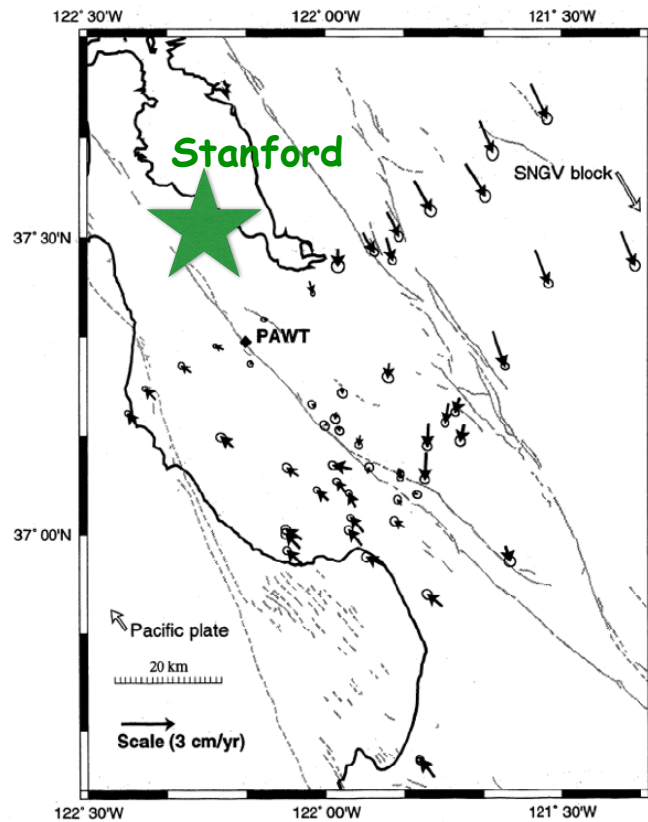 122° 30'W
122° 00'W
121° 30'W
Stanford
SNGV block
37° 30'N
PAWT
37° 00'N
Pacific plate
20 km
Scale (3 cm/yr)
122° 30'W
122° 00'W
121° 30'W